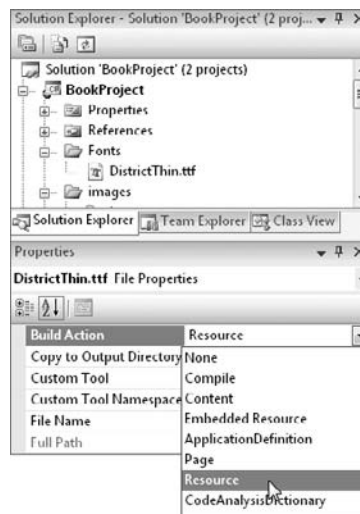 Solution Explorer - Solution 'BookProject' (2 proj...
Solution 'BookProject' (2 projects)
BookProject
Properties
References
Fonts
DistrictThin.ttf
images
Solution Explorer Team Explorer Class View
Properties
DistrictThin.ttf File Properties
Build Action Resource
Copy to Output Directory None
Custom Tool Compile
Custom Tool Namespace Content
File Name Embedded Resource
Full Path ApplicationDefinition
Page
Resource
CodeAnalysisDictionary